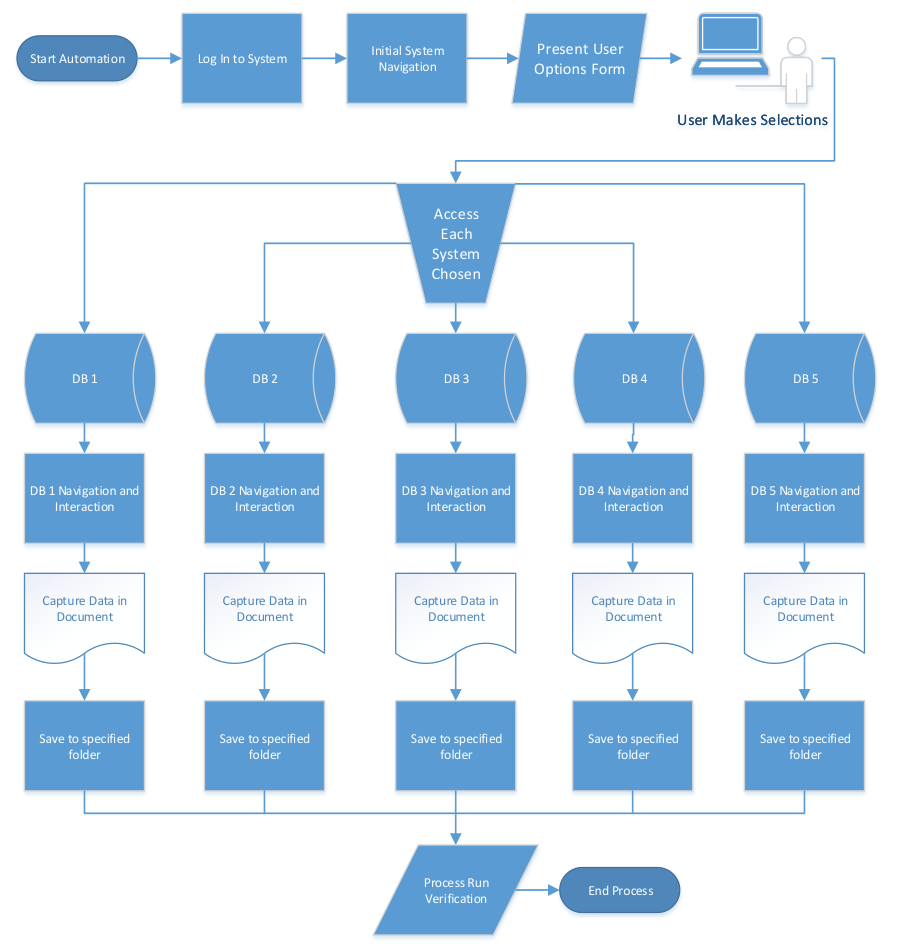 Start Automation
Log In to System
Initial System
Navigation
Present User
Options Form
User Makes Selections
Access
Each
System
Chosen
DB 1
DB 2
DB 3
DB 4
DB 5
DB 1 Navigation and
Interaction
DB 2 Navigation and
Interaction
DB 3 Navigation and
Interaction
DB 4 Navigation and
Interaction
DB 5 Navigation and
Interaction
Capture Data in
Document
Capture Data in
Document
Capture Data in
Document
Capture Data in
Document
Capture Data in
Document
Save to specified
folder
Save to specified
folder
Save to specified
folder
Save to specified
folder
Save to specified
folder
Process Run
Verification
End Process